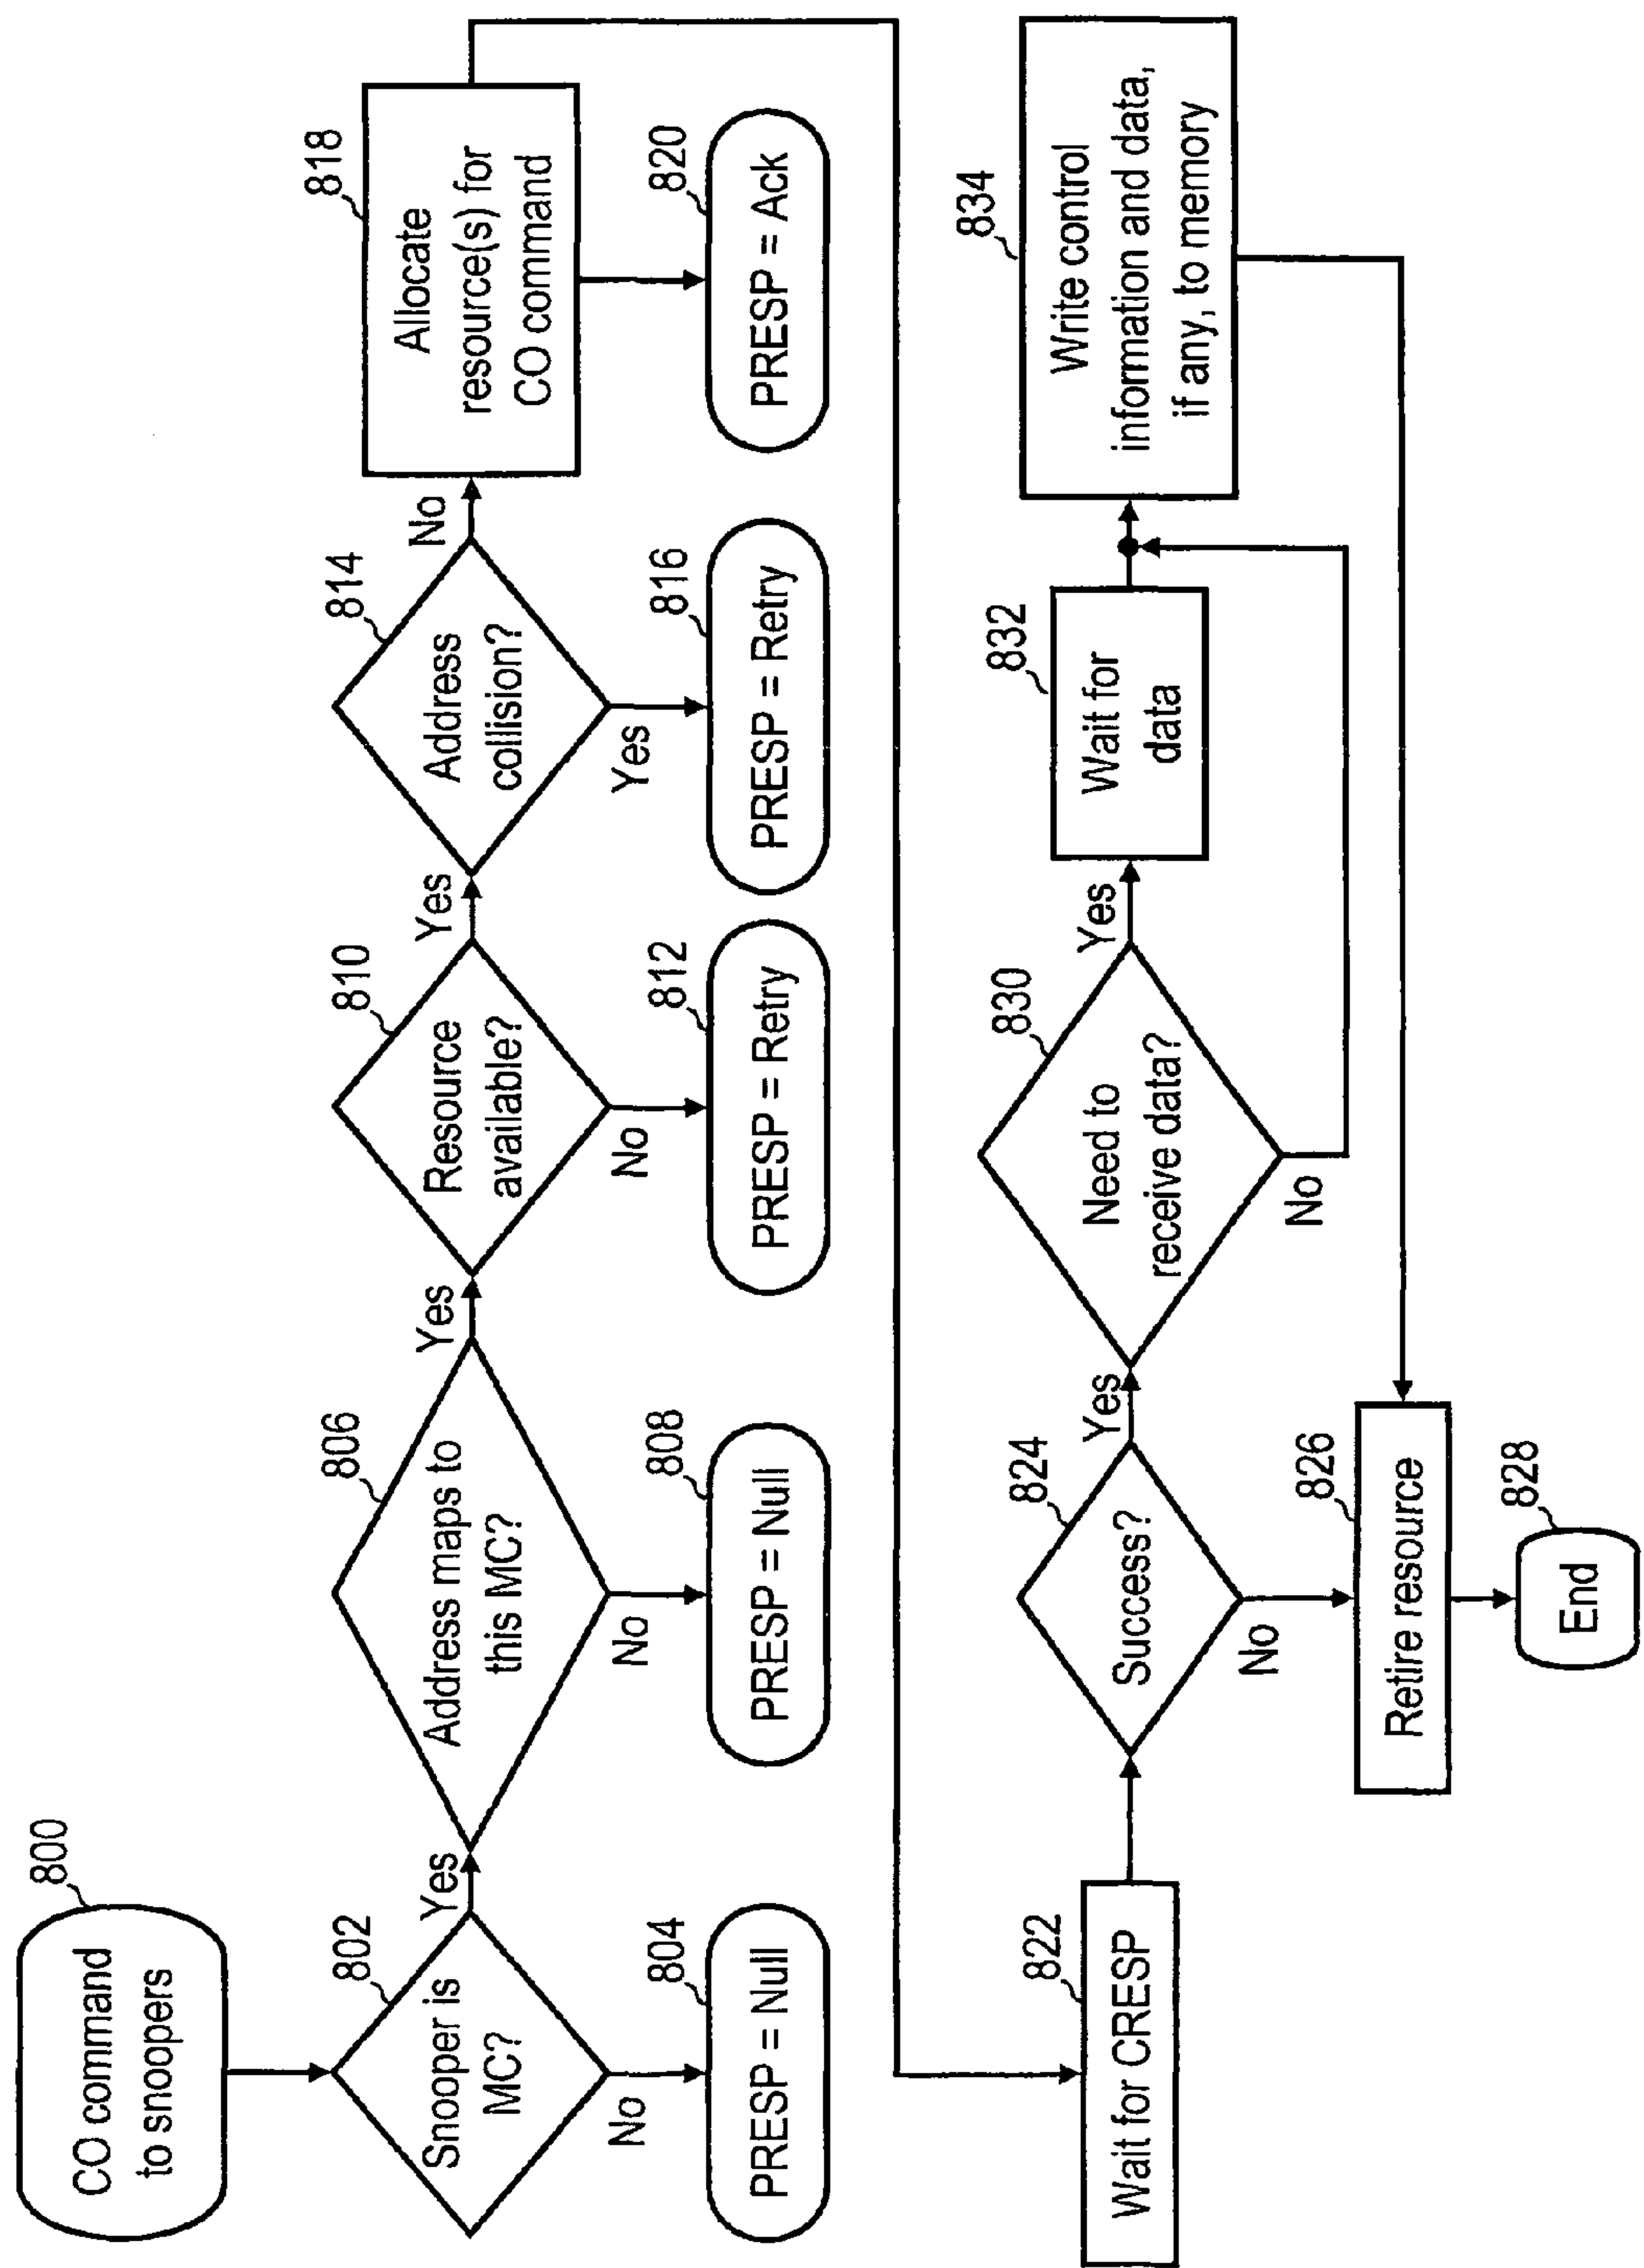 800
CO command
to snoopers
802
Snooper is
MC?
Yes
No
804
PRESP = Null
806
Address maps to
this MC?
Yes
No
808
PRESP = Null
810
Resource
available?
Yes
No
812
PRESP = Retry
814
Address
collision?
No
Yes
816
PRESP = Retry
818
Allocate
resource(s) for
CO command
820
PRESP = Ack
822
Wait for CRESP
824
Success?
Yes
No
826
Retire resource
828
End
830
Need to
receive data?
Yes
No
832
Wait for
data
834
Write control
information and data,
if any, to memory